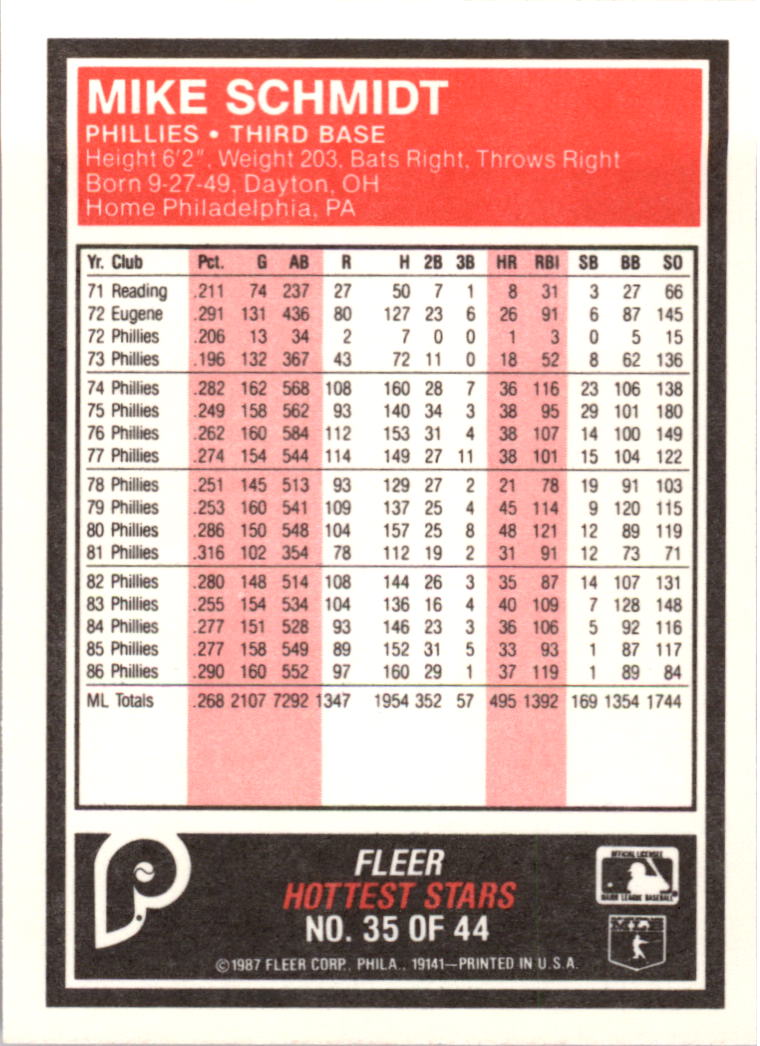 MIKE SCHMIDT
PHILLIES • THIRD BASE
Height 6'2", Weight 203, Bats Right, Throws Right
Born 9-27-49, Dayton, OH
Home Philadelphia, PA
Yr. Club Pct. G AB R H 2B 3B HR RBI SB BB SO
71 Reading .211 74 237 27 50 7 1 8 31 3 27 66
72 Eugene .291 131 436 80 127 23 6 26 91 6 87 145
72 Phillies .206 13 34 2 7 0 0 1 3 0 5 15
73 Phillies .196 132 367 43 72 11 0 18 52 8 62 136
74 Phillies .282 162 568 108 160 28 7 36 116 23 106 138
75 Phillies .249 158 562 93 140 34 3 38 95 29 101 180
76 Phillies .262 160 584 112 153 31 4 38 107 14 100 149
77 Phillies .274 154 544 114 149 27 11 38 101 15 104 122
78 Phillies .251 145 513 93 129 27 2 21 78 19 91 103
79 Phillies .253 160 541 109 137 25 4 45 114 9 120 115
80 Phillies .286 150 548 104 157 25 8 48 121 12 89 119
81 Phillies .316 102 354 78 112 19 2 31 91 12 73 71
82 Phillies .280 148 514 108 144 26 3 35 87 14 107 131
83 Phillies .255 154 534 104 136 16 4 40 109 7 128 148
84 Phillies .277 151 528 93 146 23 3 36 106 5 92 116
85 Phillies .277 158 549 89 152 31 5 33 93 1 87 117
86 Phillies .290 160 552 97 160 29 1 37 119 1 89 84
ML Totals .268 2107 7292 1347 1954 352 57 495 1392 169 1354 1744
P
FLEER
HOTTEST STARS
NO. 35 OF 44
©1987 FLEER CORP., PHILA., 19141—PRINTED IN U.S.A.
OFFICIAL LICENSEE
MAJOR LEAGUE BASEBALL